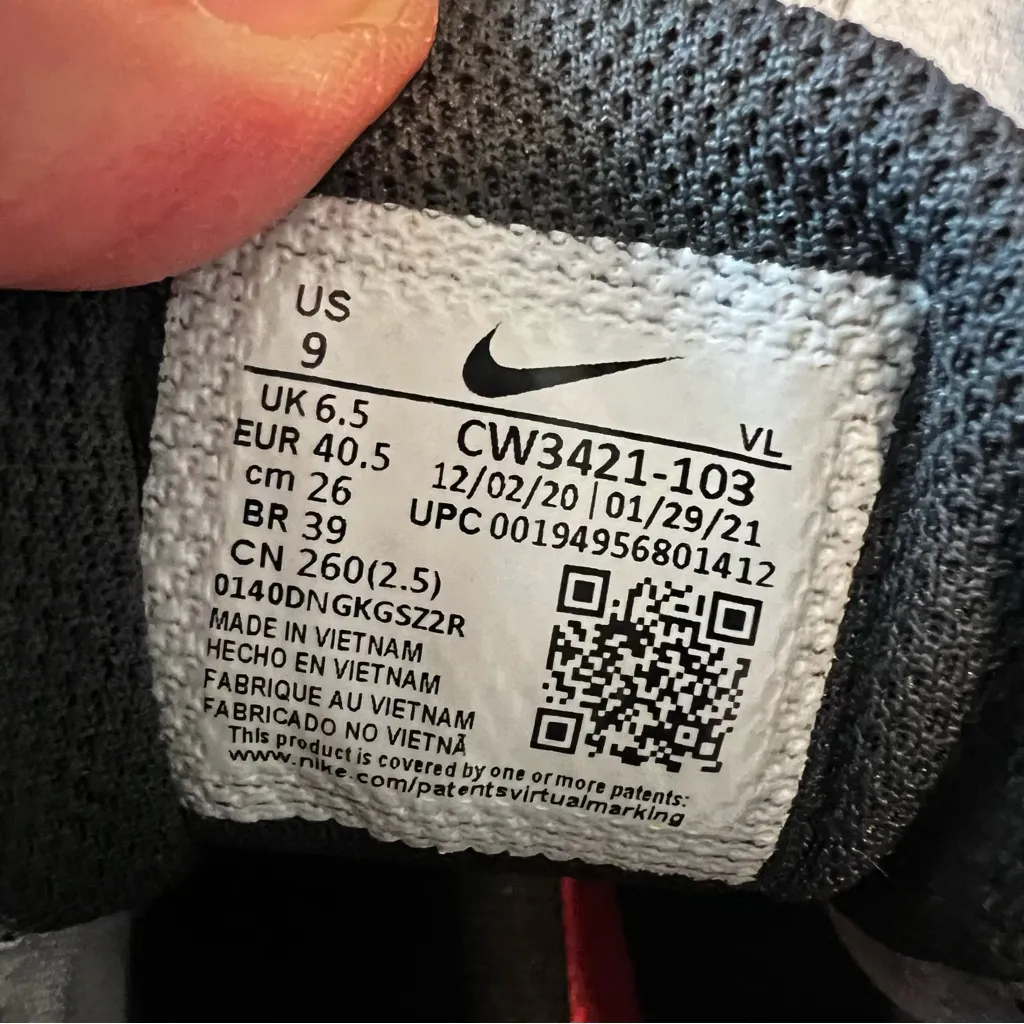 US
9
VL
UK 6.5
EUR 40.5
cm 26
BR 39
CN 260(2.5)
CW3421-103
12/02/20 | 01/29/21
UPC 00194956801412
0140DNGKGSZ2R
MADE IN VIETNAM
HECHO EN VIETNAM
FABRIQUE AU VIETNAM
FABRICADO NO VIETNÃ
This product is covered by one or more patents:
www.nike.com/patentsvirtualmarking